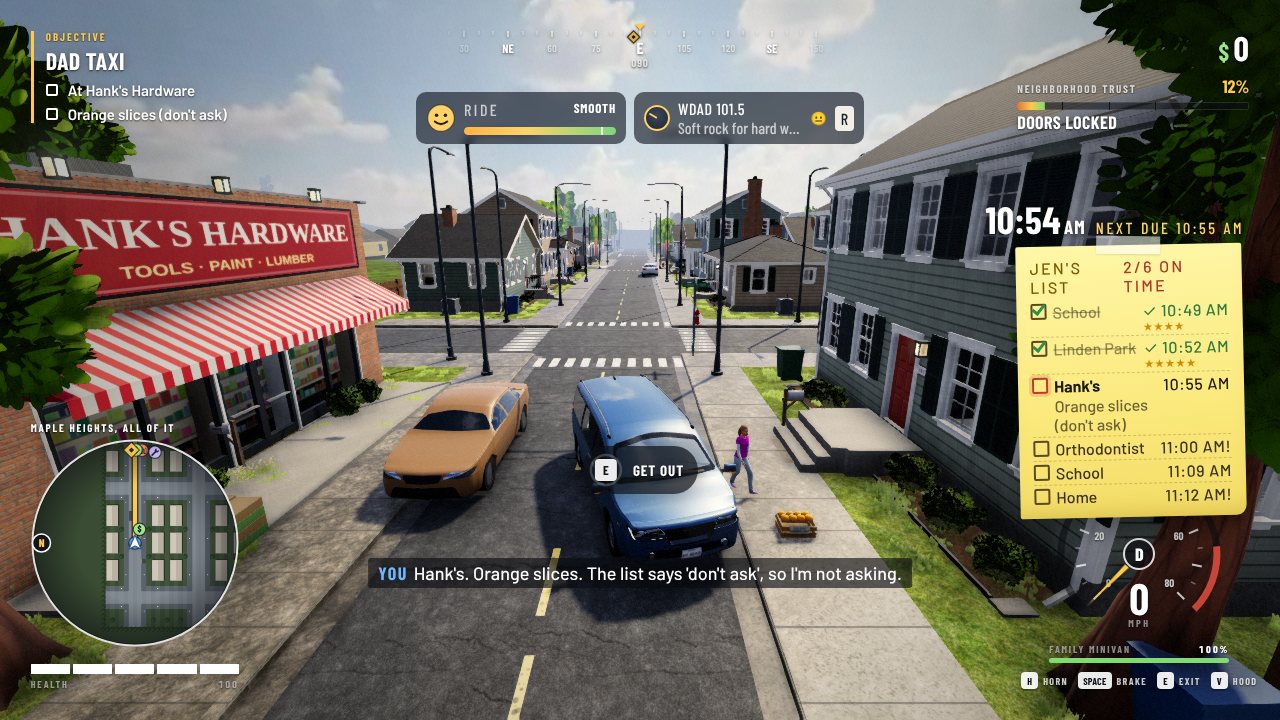 OBJECTIVE
DAD TAXI
At Hank's Hardware
Orange slices (don't ask)
30 NE 60 75 E 105 120 SE 150
090
RIDE SMOOTH
WDAD 101.5
Soft rock for hard w...
R
$0
NEIGHBORHOOD TRUST 12%
DOORS LOCKED
10:54 AM NEXT DUE 10:55 AM
JEN'S LIST 2/6 ON TIME
School ✓ 10:49 AM
★★★★
Linden Park ✓ 10:52 AM
★★★★★
Hank's 10:55 AM
Orange slices
(don't ask)
Orthodontist 11:00 AM!
School 11:09 AM
Home 11:12 AM!
HANK'S HARDWARE
TOOLS · PAINT · LUMBER
MAPLE HEIGHTS, ALL OF IT
N
$
E GET OUT
YOU Hank's. Orange slices. The list says 'don't ask', so I'm not asking.
20 60
D
0 80
0
MPH
HEALTH 100
FAMILY MINIVAN 100%
H HORN SPACE BRAKE E EXIT V HOOD